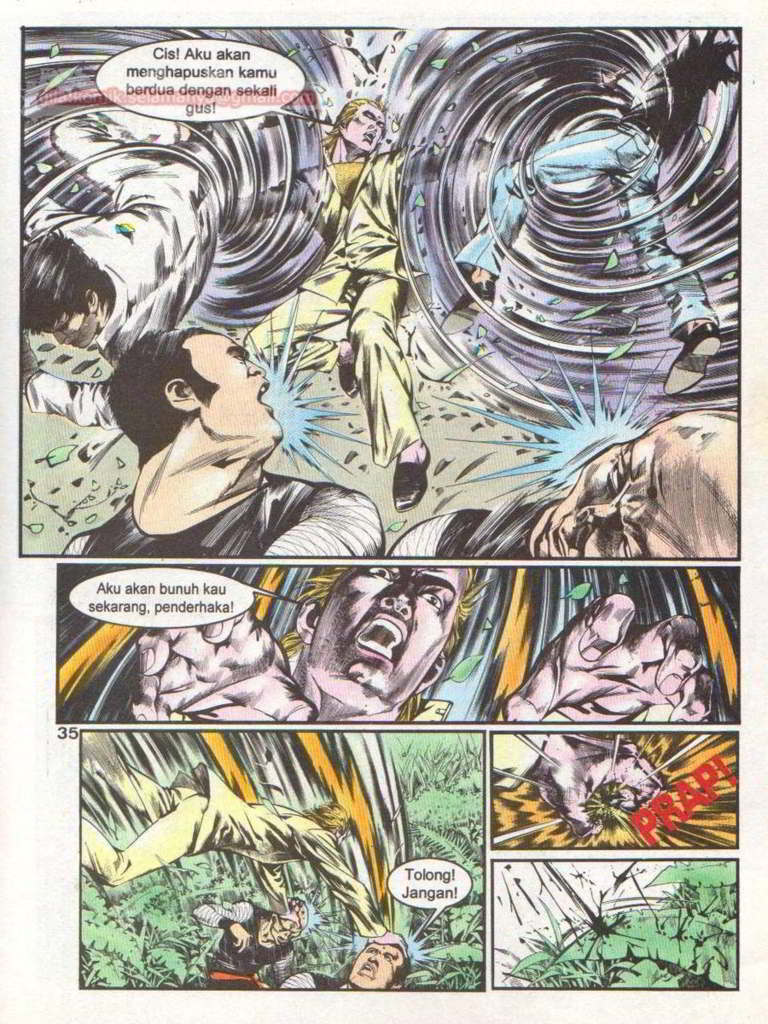 Cis! Aku akan
menghapuskan kamu
berdua dengan sekali
gus!
Aku akan bunuh kau
sekarang, penderhaka!
35
PRAP!
Tolong!
Jangan!